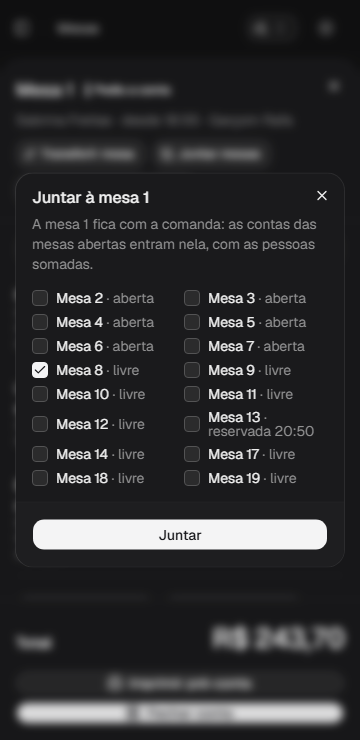 Mesa 1
Juntar à mesa 1
A mesa 1 fica com a comanda: as contas das
mesas abertas entram nela, com as pessoas
somadas.
Mesa 2 · aberta
Mesa 3 · aberta
Mesa 4 · aberta
Mesa 5 · aberta
Mesa 6 · aberta
Mesa 7 · aberta
Mesa 8 · livre
Mesa 9 · livre
Mesa 10 · livre
Mesa 11 · livre
Mesa 12 · livre
Mesa 13 ·
reservada 20:50
Mesa 14 · livre
Mesa 17 · livre
Mesa 18 · livre
Mesa 19 · livre
Juntar
Total
R$ 243,70